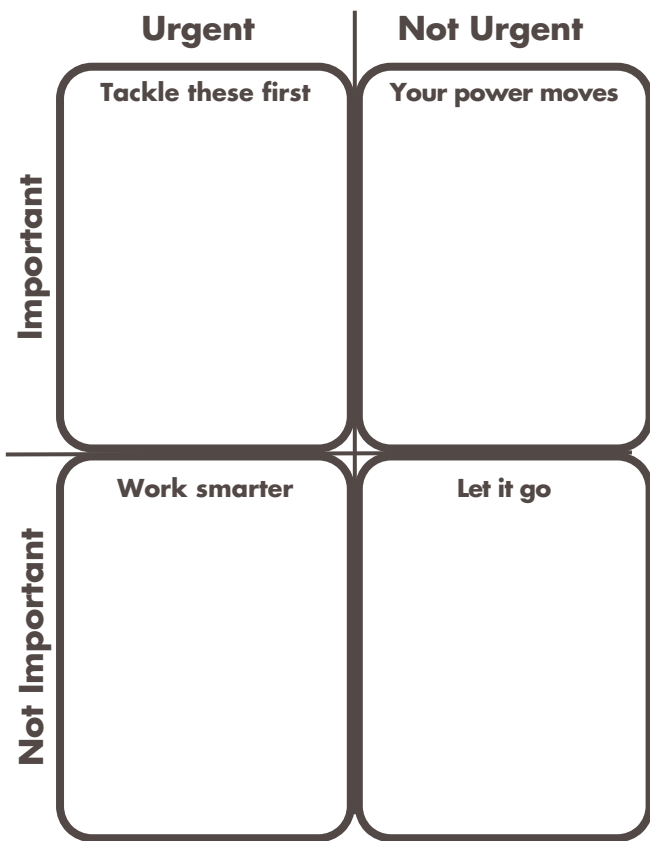 Urgent
Not Urgent
Important
Tackle these first
Your power moves
Not Important
Work smarter
Let it go